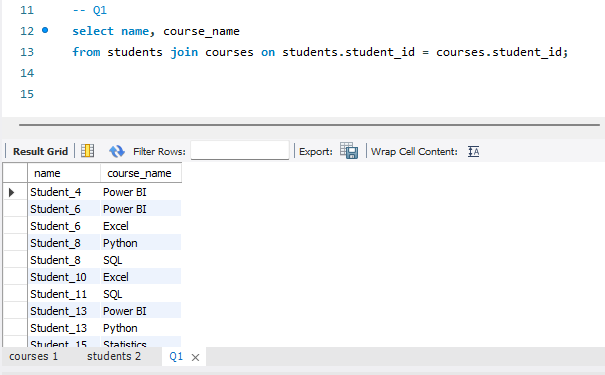 11 -- Q1
12 select name, course_name
13 from students join courses on students.student_id = courses.student_id;
14
15
Result Grid Filter Rows: Export: Wrap Cell Content:
name course_name
Student_4 Power BI
Student_6 Power BI
Student_6 Excel
Student_8 Python
Student_8 SQL
Student_10 Excel
Student_11 SQL
Student_13 Power BI
Student_13 Python
Student_15 Statistics
courses 1 students 2 Q1